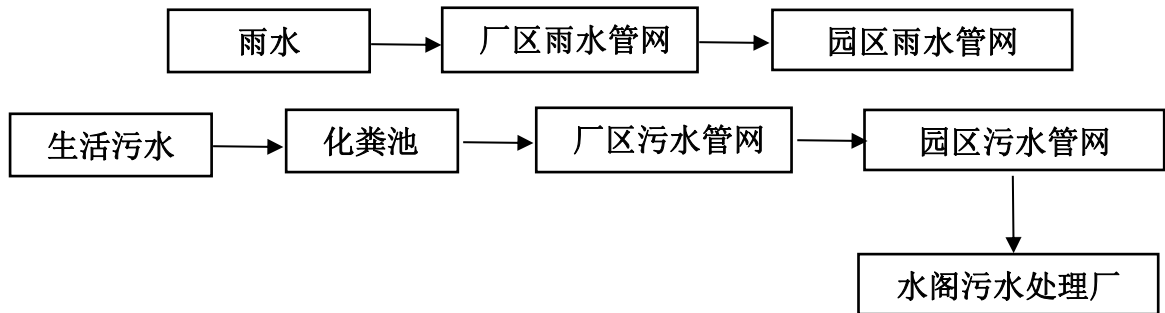 雨水
厂区雨水管网
园区雨水管网
生活污水
化粪池
厂区污水管网
园区污水管网
水阁污水处理厂